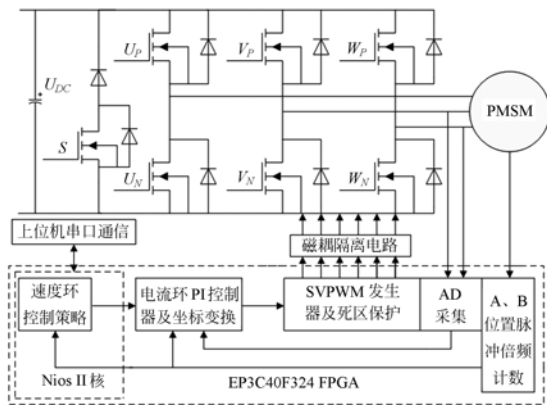 U_P
V_P
W_P
U_DC
PMSM
S
U_N
V_N
W_N
上位机串口通信
磁耦隔离电路
速度环
控制策略
电流环 PI 控制
器及坐标变换
SVPWM 发生
器及死区保护
AD
采集
A、B
位置脉
冲倍频
计数
Nios II 核
EP3C40F324 FPGA